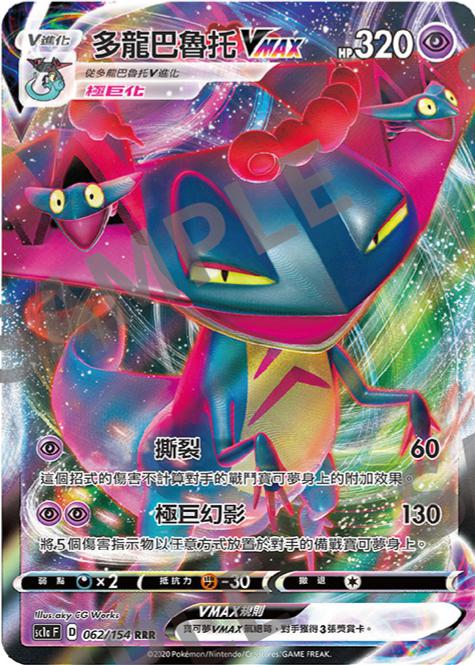 V進化
多龍巴魯托VMAX
HP320
從多龍巴魯托V進化
極巨化
SAMPLE
撕裂 60
這個招式的傷害不計算對手的戰鬥寶可夢身上的附加效果。
極巨幻影 130
將5個傷害指示物以任意方式放置於對手的備戰寶可夢身上。
弱點 ×2 抵抗力 -30 撤退
Illus.aky CG Works
sc1a F D 062/154 RRR
VMAX規則
寶可夢VMAX氣絕時，對手獲得3張獎賞卡。
©2020 Pokémon/Nintendo/Creatures/GAME FREAK.